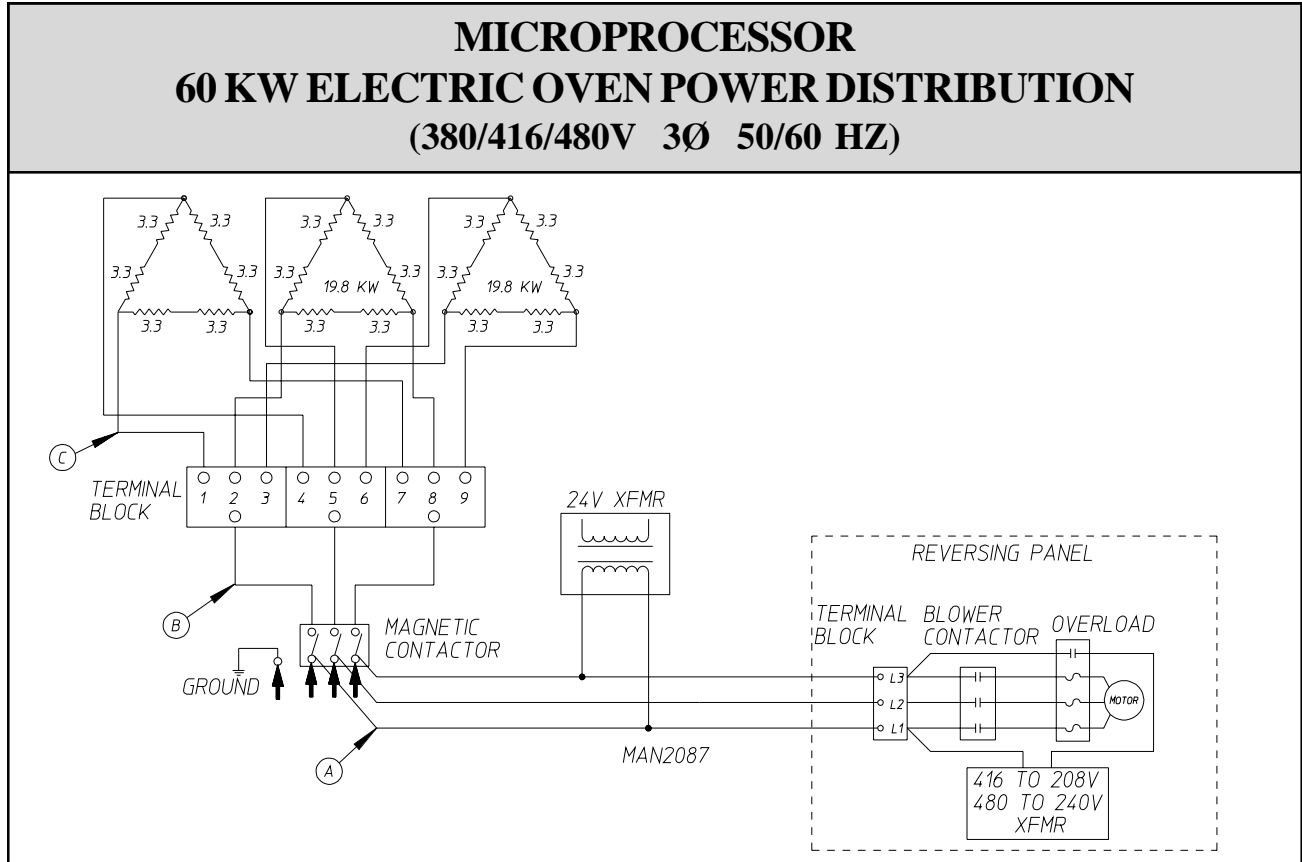 MICROPROCESSOR
60 KW ELECTRIC OVEN POWER DISTRIBUTION
(380/416/480V 3Ø 50/60 HZ)
3.3 3.3 3.3 3.3 3.3 3.3
3.3 3.3 3.3 3.3 3.3 3.3
19.8 KW 19.8 KW
3.3 3.3 3.3 3.3 3.3 3.3
C
TERMINAL
BLOCK
1 2 3 4 5 6 7 8 9
24V XFMR
REVERSING PANEL
B
MAGNETIC
CONTACTOR
TERMINAL
BLOCK
BLOWER
CONTACTOR
OVERLOAD
GROUND
L3
L2
L1
MOTOR
A
MAN2087
416 TO 208V
480 TO 240V
XFMR